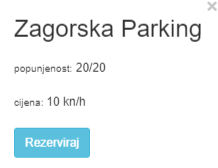 Zagorska Parking
popunjenost: 20/20
cijena: 10 kn/h
Rezerviraj